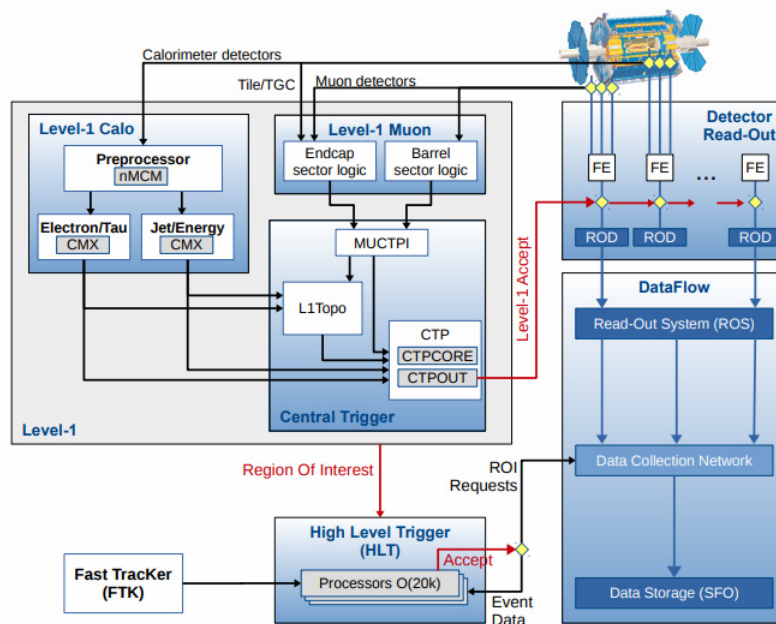 Calorimeter detectors
Tile/TGC
Muon detectors
Level-1 Calo
Preprocessor
nMCM
Electron/Tau
CMX
Jet/Energy
CMX
Level-1 Muon
Endcap
sector logic
Barrel
sector logic
MUCTPI
L1Topo
CTP
CTPCORE
CTPOUT
Central Trigger
Level-1
Level-1 Accept
Detector
Read-Out
FE
FE
...
FE
ROD
ROD
ROD
DataFlow
Read-Out System (ROS)
Data Collection Network
Data Storage (SFO)
Region Of Interest
ROI
Requests
High Level Trigger
(HLT)
Accept
Processors O(20k)
Event
Data
Fast TracKer
(FTK)